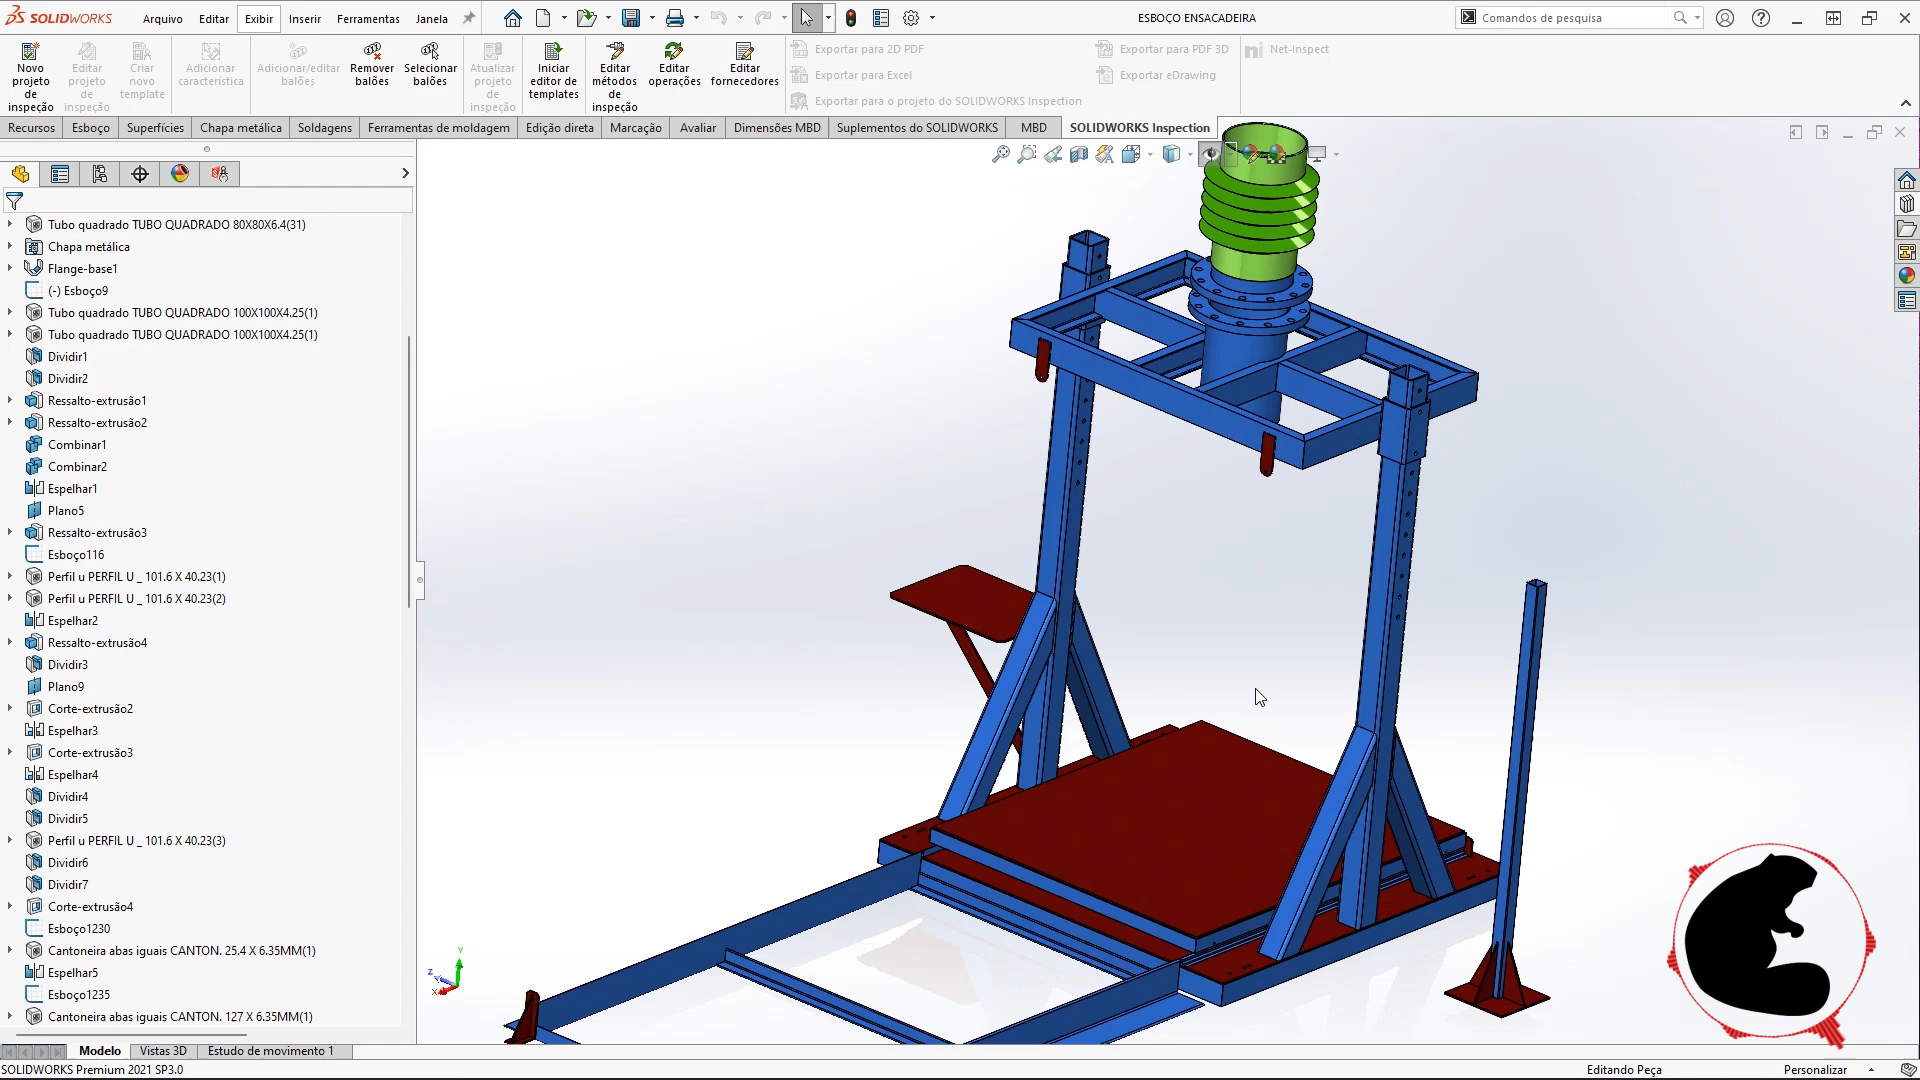 SOLIDWORKS
Arquivo Editar Exibir Inserir Ferramentas Janela
ESBOÇO ENSACADEIRA
Comandos de pesquisa
Novo projeto de inspeção
Editar projeto de inspeção
Criar novo template
Adicionar característica
Adicionar/editar balões
Remover balões
Selecionar balões
Atualizar projeto de inspeção
Iniciar editor de templates
Editar métodos de inspeção
Editar operações
Editar fornecedores
Exportar para 2D PDF
Exportar para Excel
Exportar para o projeto do SOLIDWORKS Inspection
Exportar para PDF 3D
Exportar eDrawing
Net-Inspect
Recursos Esboço Superfícies Chapa metálica Soldagens Ferramentas de moldagem Edição direta Marcação Avaliar Dimensões MBD Suplementos do SOLIDWORKS MBD SOLIDWORKS Inspection
Tubo quadrado TUBO QUADRADO 80X80X6.4(31)
Chapa metálica
Flange-base1
(-) Esboço9
Tubo quadrado TUBO QUADRADO 100X100X4.25(1)
Tubo quadrado TUBO QUADRADO 100X100X4.25(1)
Dividir1
Dividir2
Ressalto-extrusão1
Ressalto-extrusão2
Combinar1
Combinar2
Espelhar1
Plano5
Ressalto-extrusão3
Esboço116
Perfil u PERFIL U _ 101.6 X 40.23(1)
Perfil u PERFIL U _ 101.6 X 40.23(2)
Espelhar2
Ressalto-extrusão4
Dividir3
Plano9
Corte-extrusão2
Espelhar3
Corte-extrusão3
Espelhar4
Dividir4
Dividir5
Perfil u PERFIL U _ 101.6 X 40.23(3)
Dividir6
Dividir7
Corte-extrusão4
Esboço1230
Cantoneira abas iguais CANTON. 25.4 X 6.35MM(1)
Espelhar5
Esboço1235
Cantoneira abas iguais CANTON. 127 X 6.35MM(1)
Y
Z
X
Modelo Vistas 3D Estudo de movimento 1
SOLIDWORKS Premium 2021 SP3.0
Editando Peça
Personalizar